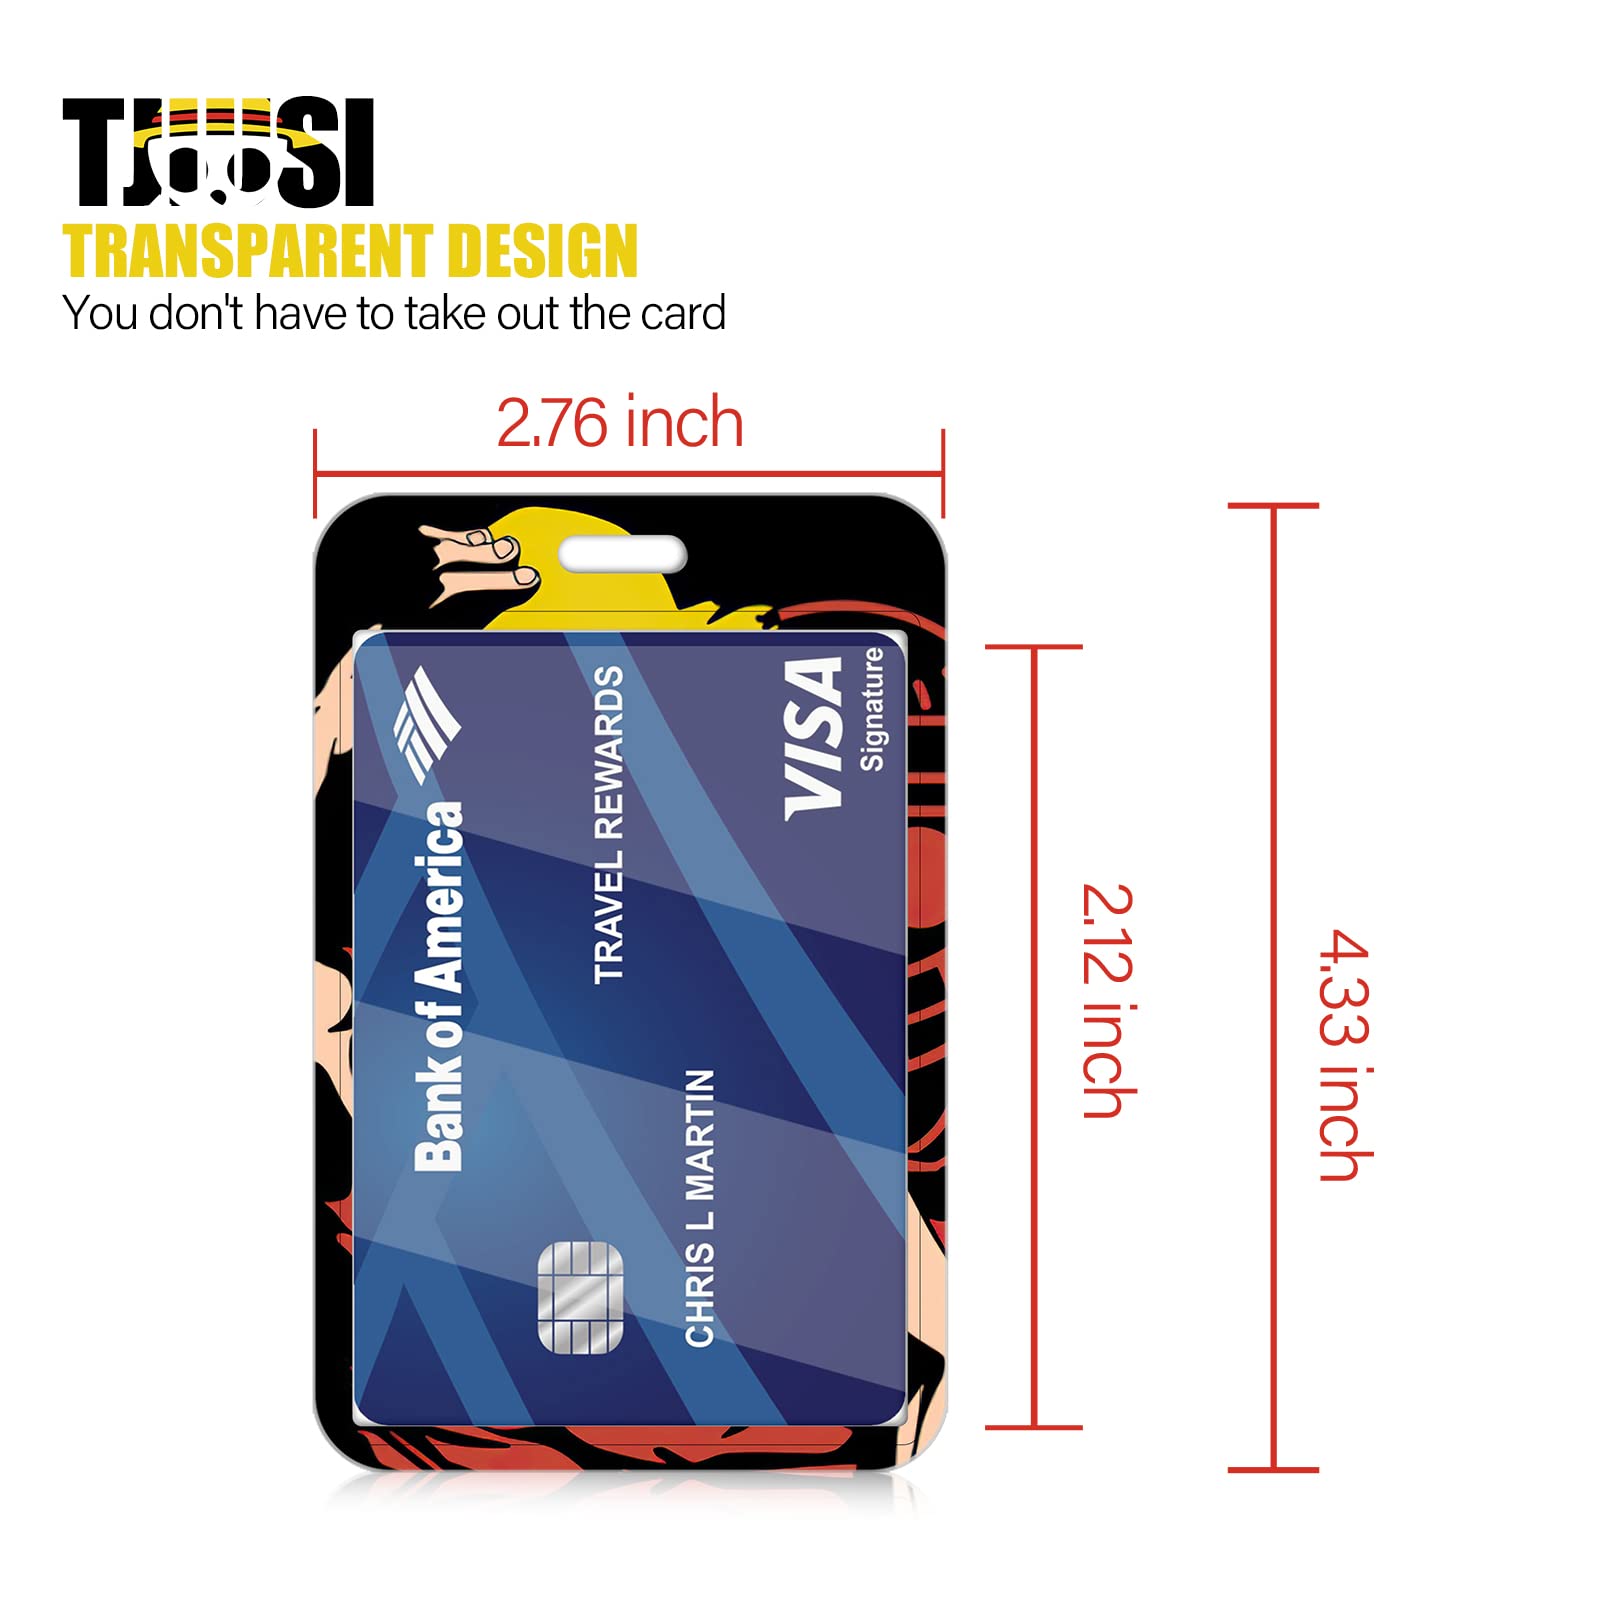 TJUUSI
TRANSPARENT DESIGN
You don't have to take out the card
2.76 inch
Bank of America
TRAVEL REWARDS
CHRIS L MARTIN
VISA
Signature
2.12 inch
4.33 inch